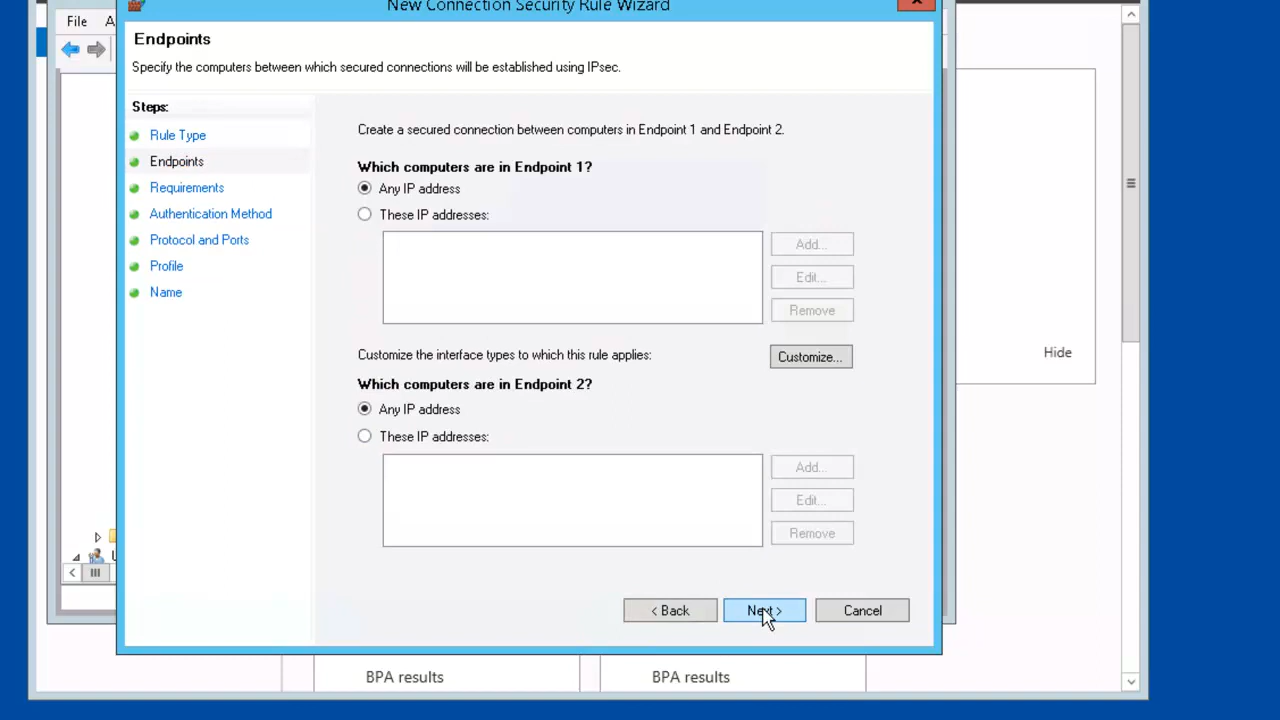 New Connection Security Rule Wizard
File
Endpoints
Specify the computers between which secured connections will be established using IPsec.
Steps:
Rule Type
Endpoints
Requirements
Authentication Method
Protocol and Ports
Profile
Name
Create a secured connection between computers in Endpoint 1 and Endpoint 2.
Which computers are in Endpoint 1?
Any IP address
These IP addresses:
Add...
Edit...
Remove
Customize the interface types to which this rule applies:
Customize...
Which computers are in Endpoint 2?
Any IP address
These IP addresses:
Add...
Edit...
Remove
< Back
Next >
Cancel
Hide
BPA results
BPA results